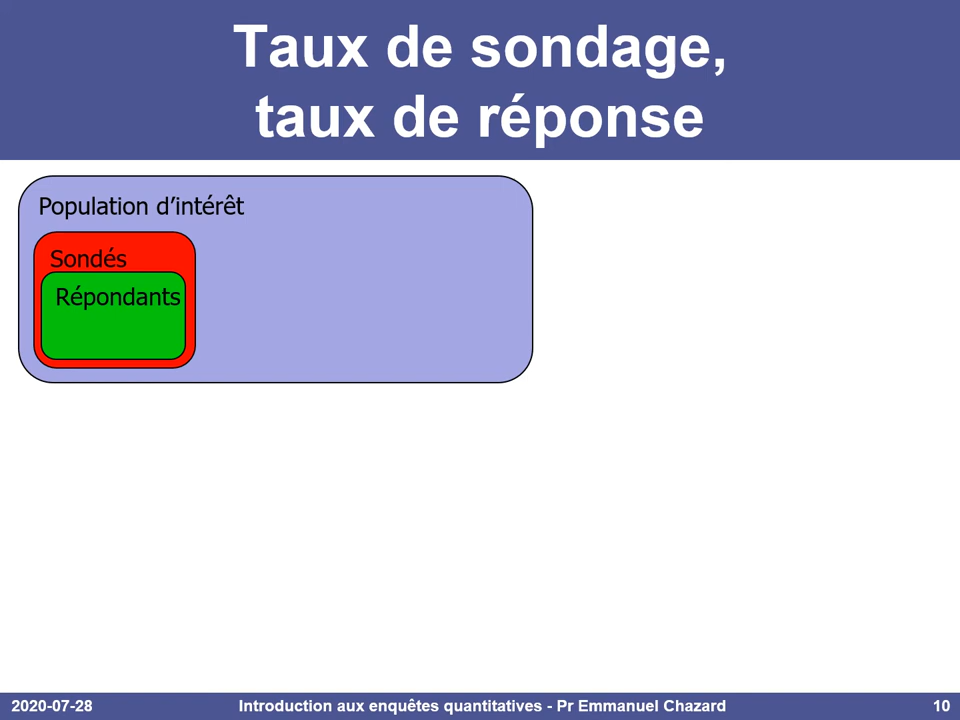 Taux de sondage,
taux de réponse
Population d’intérêt
Sondés
Répondants
2020-07-28
Introduction aux enquêtes quantitatives - Pr Emmanuel Chazard
10